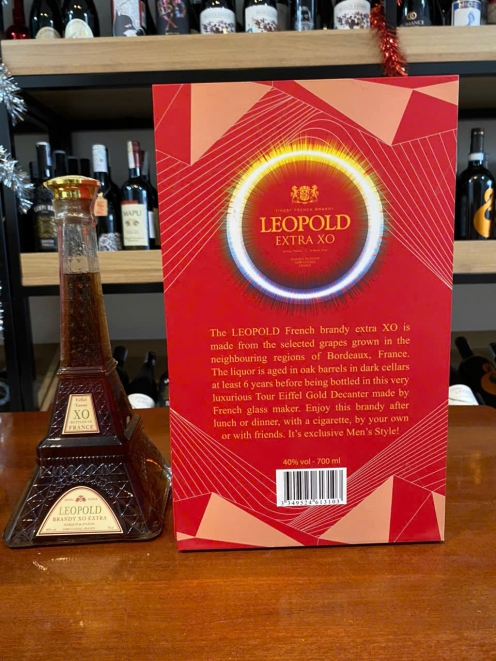 FINEST FRENCH BRANDY
LEOPOLD
EXTRA XO
The LEOPOLD French brandy extra XO is
made from the selected grapes grown in the
neighbouring regions of Bordeaux, France.
The liquor is aged in oak barrels in dark cellars
at least 6 years before being bottled in this very
luxurious Tour Eiffel Gold Decanter made by
French glass maker. Enjoy this brandy after
lunch or dinner, with a cigarette, by your own
or with friends. It's exclusive Men's Style!
40% vol - 700 ml
Eiffel
Tower
XO
FRANCE
LEOPOLD
BRANDY XO EXTRA
MAPU